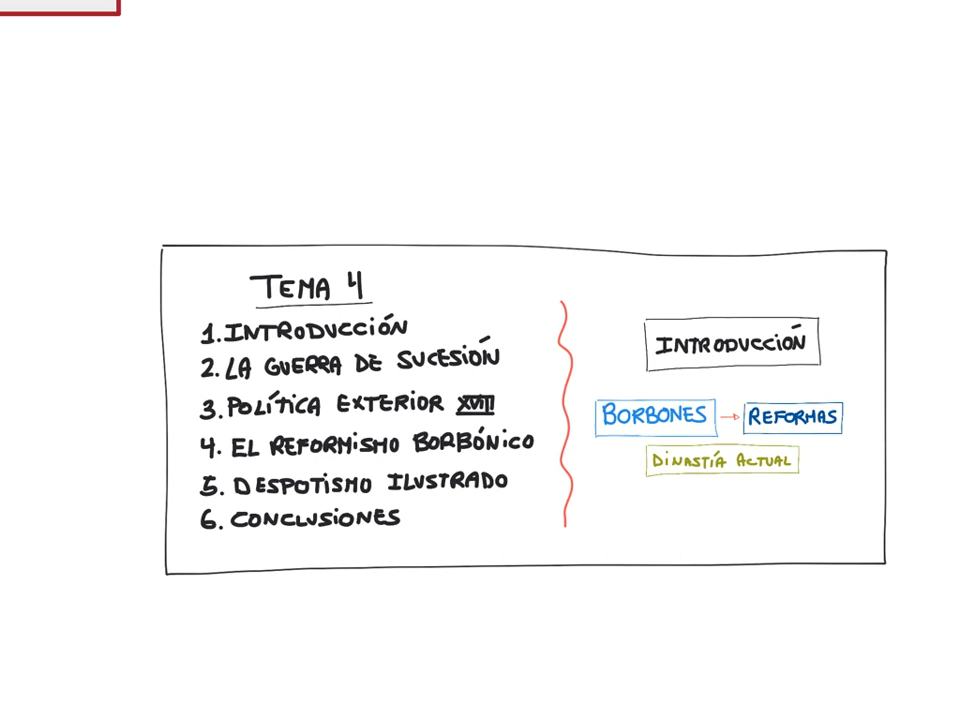 TEMA 4
1. INTRODUCCIÓN
2. LA GUERRA DE SUCESIÓN
3. POLÍTICA EXTERIOR XVIII
4. EL REFORMISMO BORBÓNICO
5. DESPOTISMO ILUSTRADO
6. CONCLUSIONES
INTRODUCCIÓN
BORBONES → REFORMAS
DINASTÍA ACTUAL